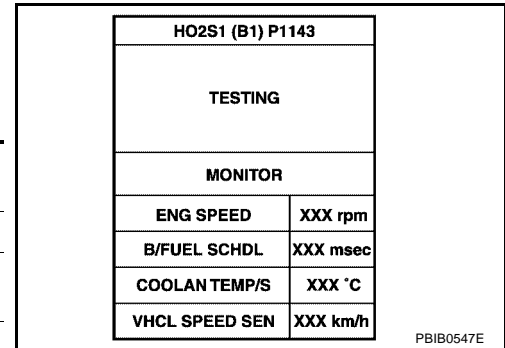 HO2S1 (B1) P1143
TESTING
MONITOR
ENG SPEED XXX rpm
B/FUEL SCHDL XXX msec
COOLAN TEMP/S XXX °C
VHCL SPEED SEN XXX km/h
PBIB0547E